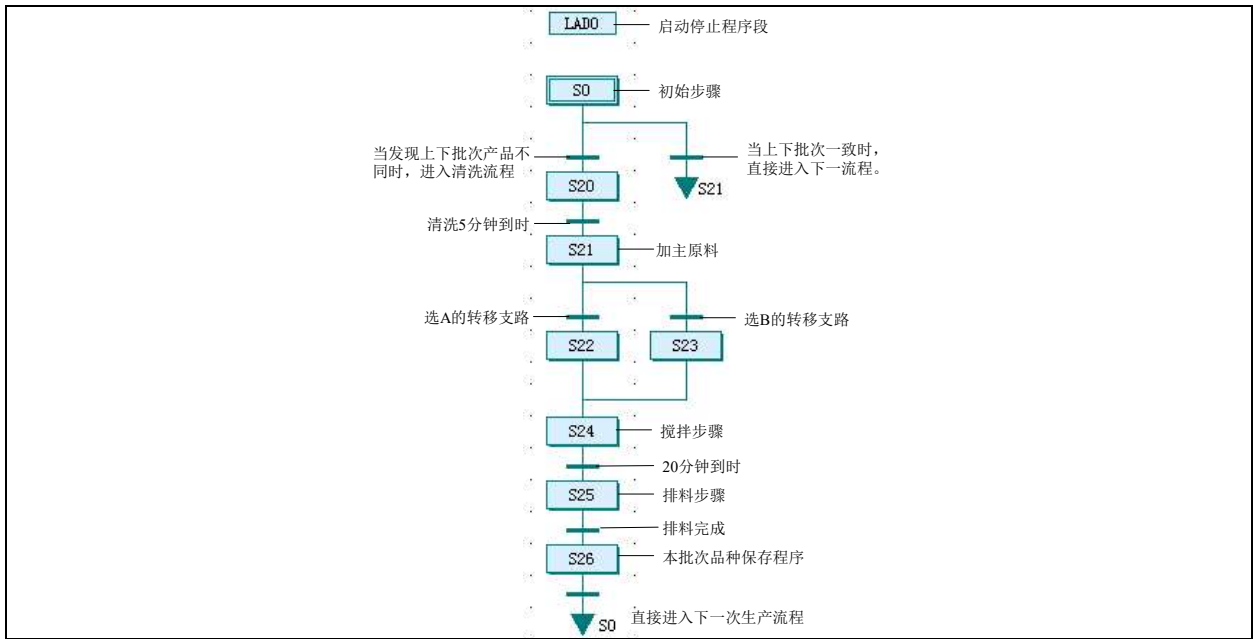 LAD0
启动停止程序段
S0
初始步骤
当发现上下批次产品不
同时，进入清洗流程
当上下批次一致时，
直接进入下一流程。
S20
S21
清洗5分钟到时
S21
加主原料
选A的转移支路
选B的转移支路
S22
S23
S24
搅拌步骤
20分钟到时
S25
排料步骤
排料完成
S26
本批次品种保存程序
S0
直接进入下一次生产流程